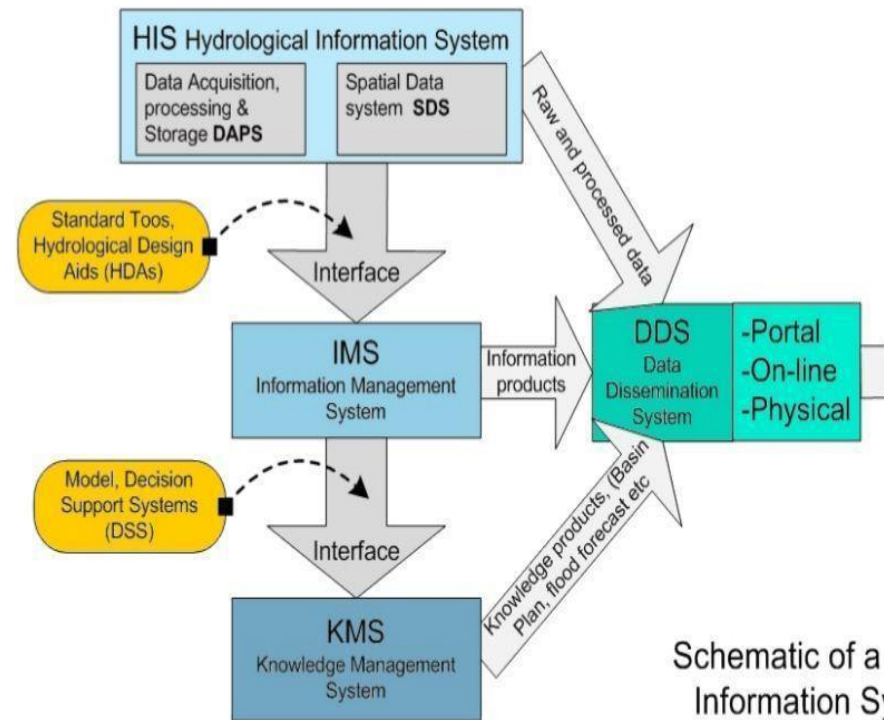 HIS Hydrological Information System
Data Acquisition,
processing &
Storage DAPS
Spatial Data
system SDS
Raw and processed data
Standard Toos,
Hydrological Design
Aids (HDAs)
Interface
IMS
Information Management
System
Information
products
DDS
Data
Dissemination
System
-Portal
-On-line
-Physical
Model, Decision
Support Systems
(DSS)
Interface
Knowledge products, (Basin
Plan, flood forecast etc
KMS
Knowledge Management
System
Schematic of a
Information Sy